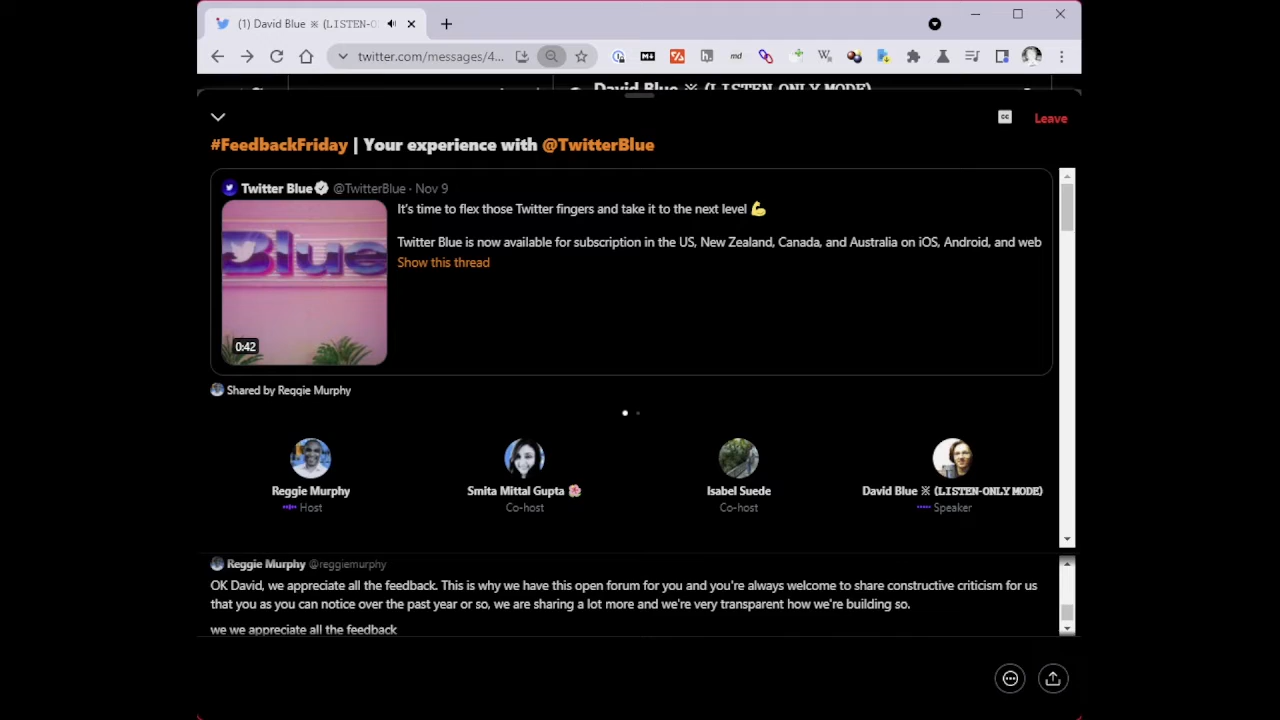 (1) David Blue ※ (LISTEN-O
twitter.com/messages/4...
David Blue ※ (LISTEN-ONLY MODE)
CC
Leave
#FeedbackFriday | Your experience with @TwitterBlue
Twitter Blue @TwitterBlue · Nov 9
It's time to flex those Twitter fingers and take it to the next level 💪
Twitter Blue is now available for subscription in the US, New Zealand, Canada, and Australia on iOS, Android, and web
Show this thread
Blue
0:42
Shared by Reggie Murphy
Reggie Murphy
Host
Smita Mittal Gupta 🌺
Co-host
Isabel Suede
Co-host
David Blue ※ (LISTEN-ONLY MODE)
Speaker
Reggie Murphy @reggiemurphy
OK David, we appreciate all the feedback. This is why we have this open forum for you and you're always welcome to share constructive criticism for us
that you as you can notice over the past year or so, we are sharing a lot more and we're very transparent how we're building so.
we we appreciate all the feedback